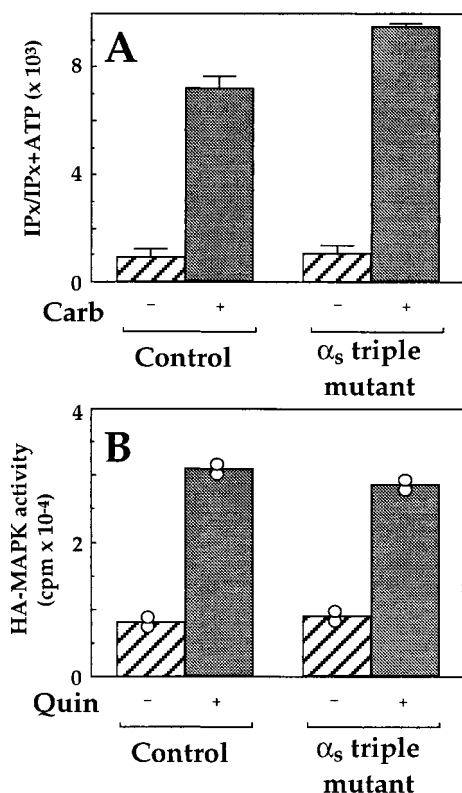 A
IPx/IPx+ATP (x 10³)
8
4
0
Carb - + - +
Control αs triple mutant
B
HA-MAPK activity
(cpm x 10-4)
4
2
0
Quin - + - +
Control αs triple
mutant